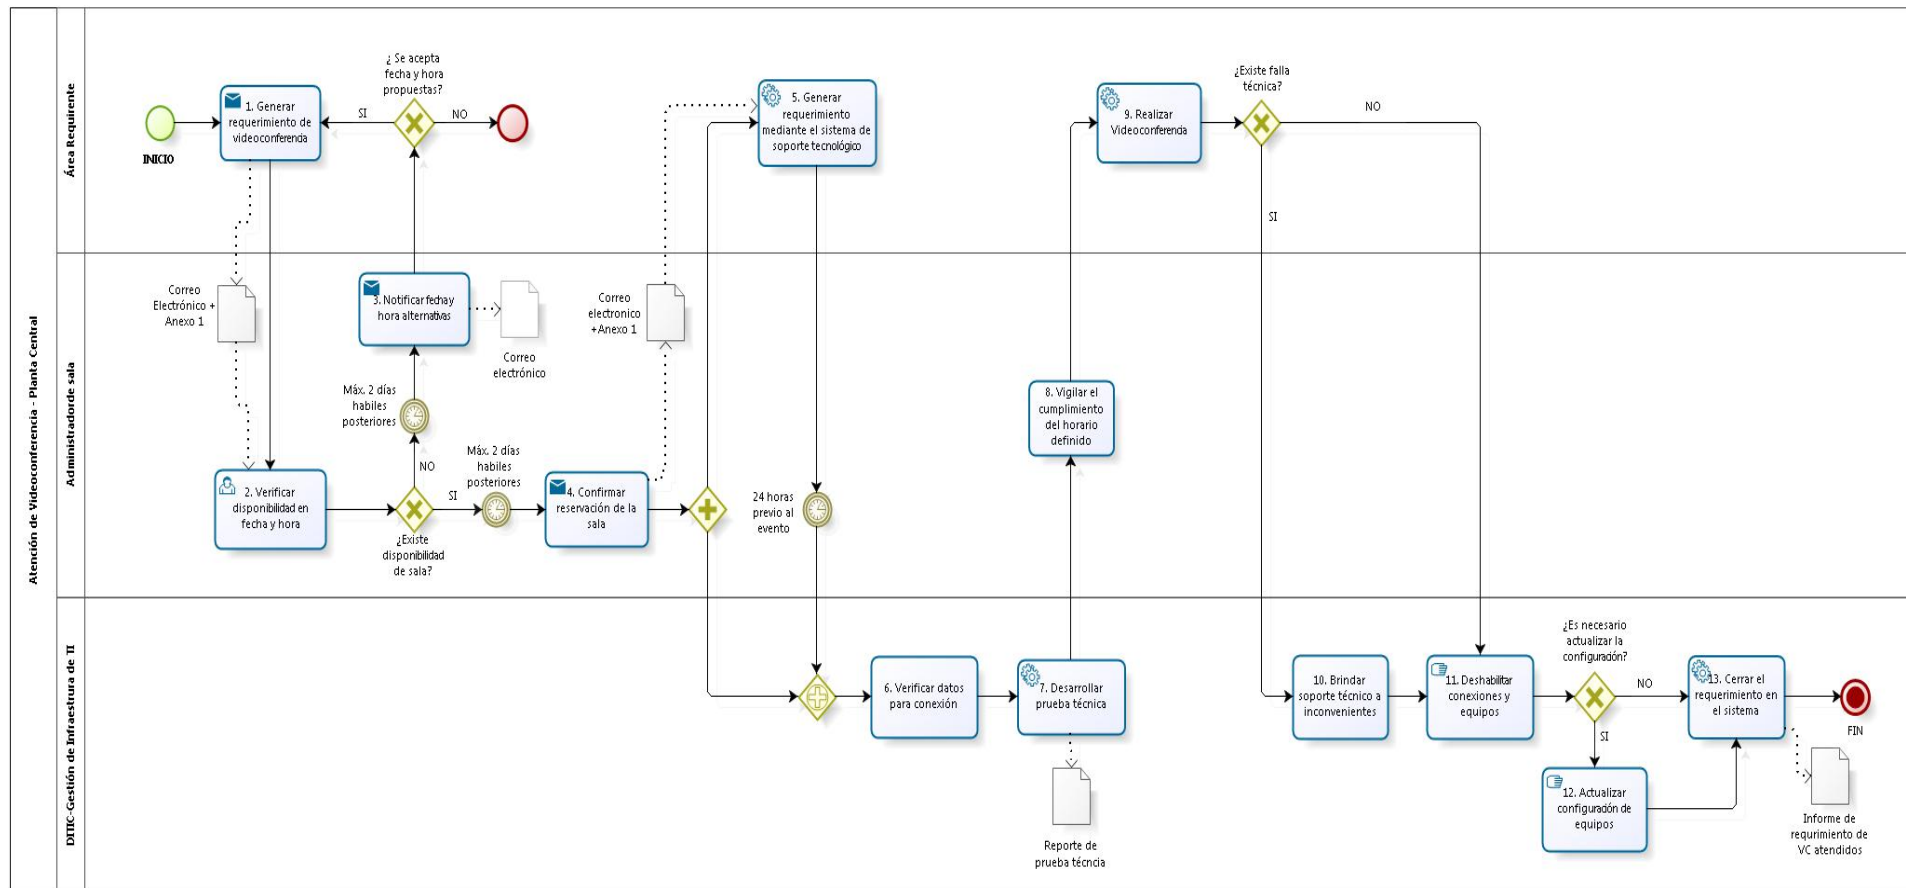 Atención de Videoconferencia - Planta Central
Área Requirente
INICIO
1. Generar
requerimiento de
videoconferencia
¿ Se acepta
fecha y hora
propuestas?
SI
NO
5. Generar
requerimiento
mediante el sistema de
soporte tecnológico
9. Realizar
Videoconferencia
¿Existe falla
técnica?
NO
SI
Administradorde sala
Correo
Electrónico +
Anexo 1
3. Notificar fecha y
hora alternativas
Correo
electrónico
Máx. 2 días
habiles
posteriores
NO
2. Verificar
disponibilidad en
fecha y hora
¿Existe
disponibilidad
de sala?
SI
Máx. 2 días
habiles
posteriores
4. Confirmar
reservación de la
sala
Correo
electronico
+Anexo 1
24 horas
previo al
evento
8. Vigilar el
cumplimiento
del horario
definido
DITIC-Gestión de Infraestrura de TI
6. Verificar datos
para conexión
7. Desarrollar
prueba técnica
Reporte de
prueba técncia
10. Brindar
soporte técnico a
inconvenientes
11. Deshabilitar
conexiones y
equipos
¿Es necesario
actualizar la
configuración?
NO
SI
12. Actualizar
configuración de
equipos
13. Cerrar el
requerimiento en
el sistema
FIN
Informe de
requrimiento de
VC atendidos